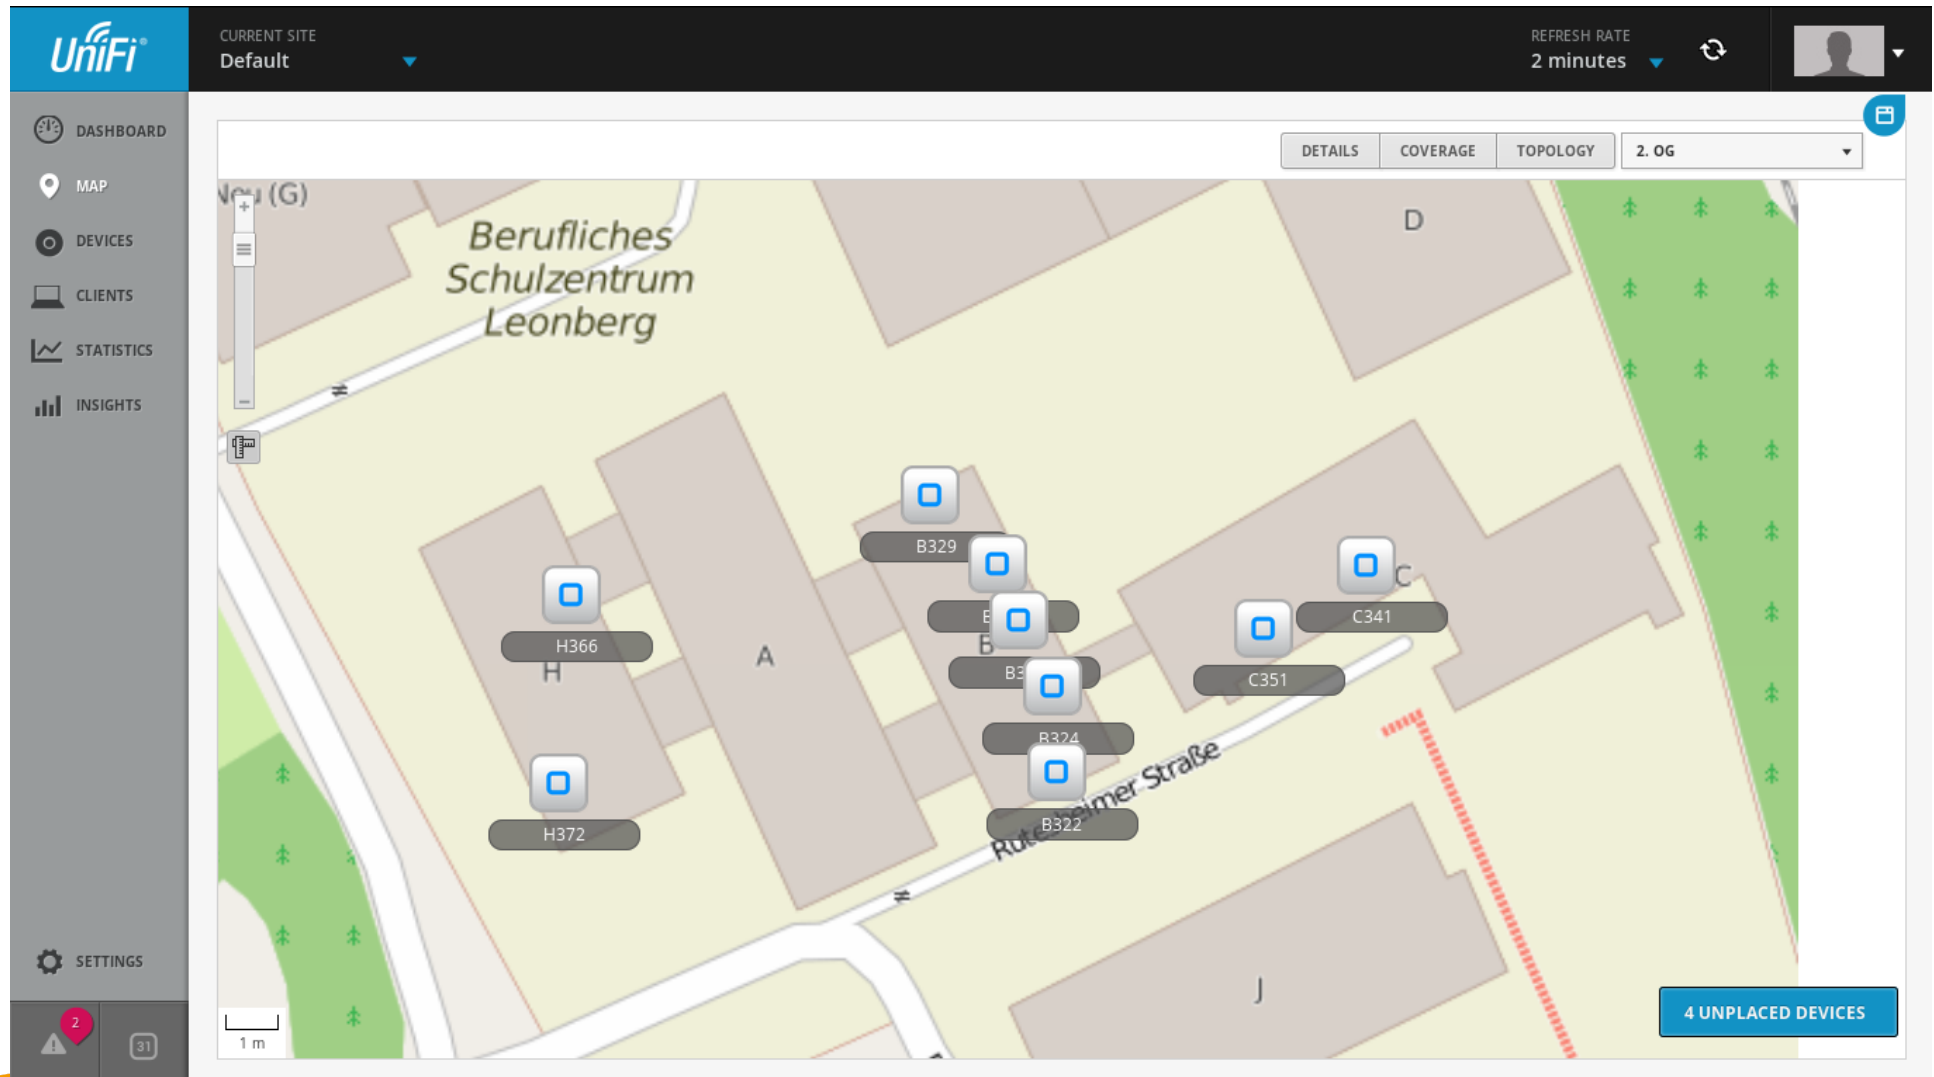 UniFi
CURRENT SITE
Default
REFRESH RATE
2 minutes
DASHBOARD
MAP
DEVICES
CLIENTS
STATISTICS
INSIGHTS
SETTINGS
2
31
DETAILS
COVERAGE
TOPOLOGY
2. OG
(G)
Berufliches
Schulzentrum
Leonberg
D
B329
C
C341
H366
H
A
B
C351
B324
H372
B322
Rutesheimer Straße
J
1 m
4 UNPLACED DEVICES